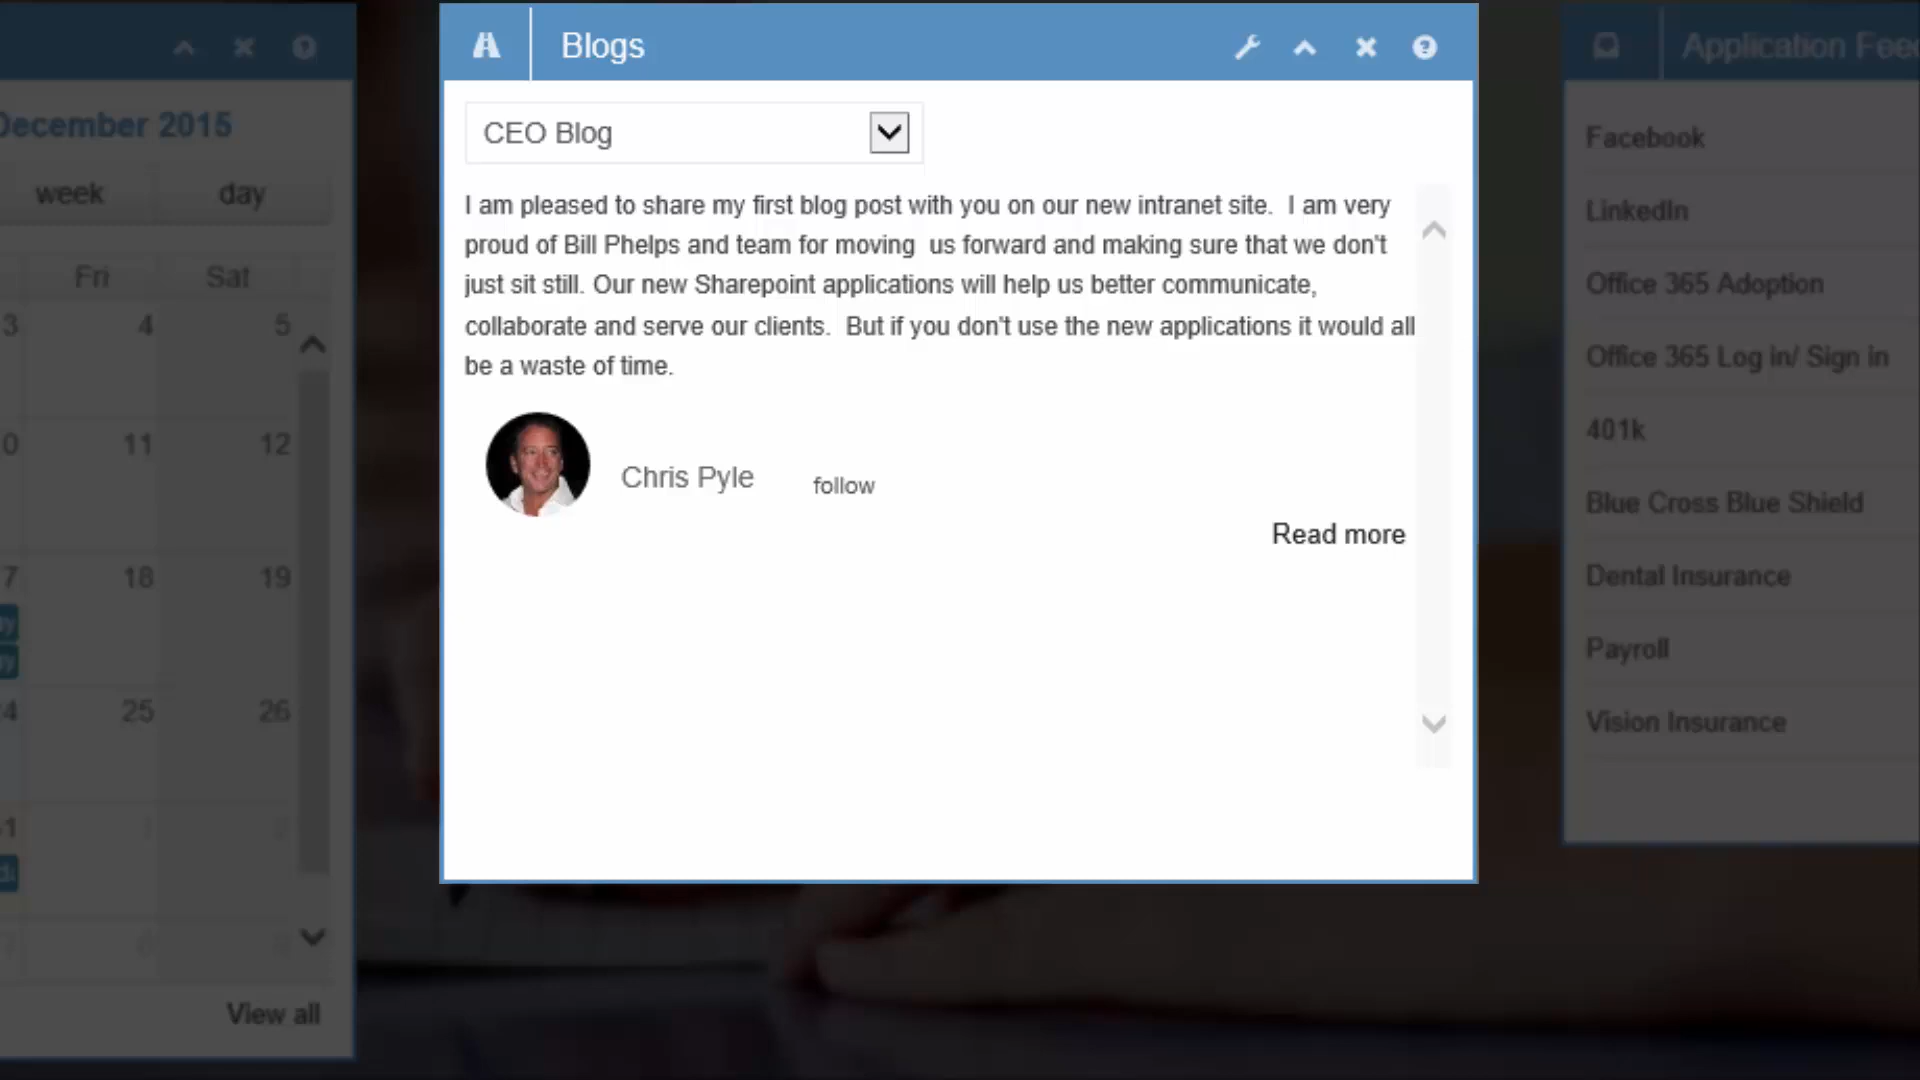 December 2015
week
day
Fri
Sat
3
4
5
11
12
18
19
25
26
View all
Blogs
CEO Blog
I am pleased to share my first blog post with you on our new intranet site.  I am very
proud of Bill Phelps and team for moving  us forward and making sure that we don't
just sit still. Our new Sharepoint applications will help us better communicate,
collaborate and serve our clients.  But if you don't use the new applications it would all
be a waste of time.
Chris Pyle
follow
Read more
Application
Facebook
LinkedIn
Office 365 Adoption
Office 365 Log in/ Sign in
401k
Blue Cross Blue Shield
Dental Insurance
Payroll
Vision Insurance